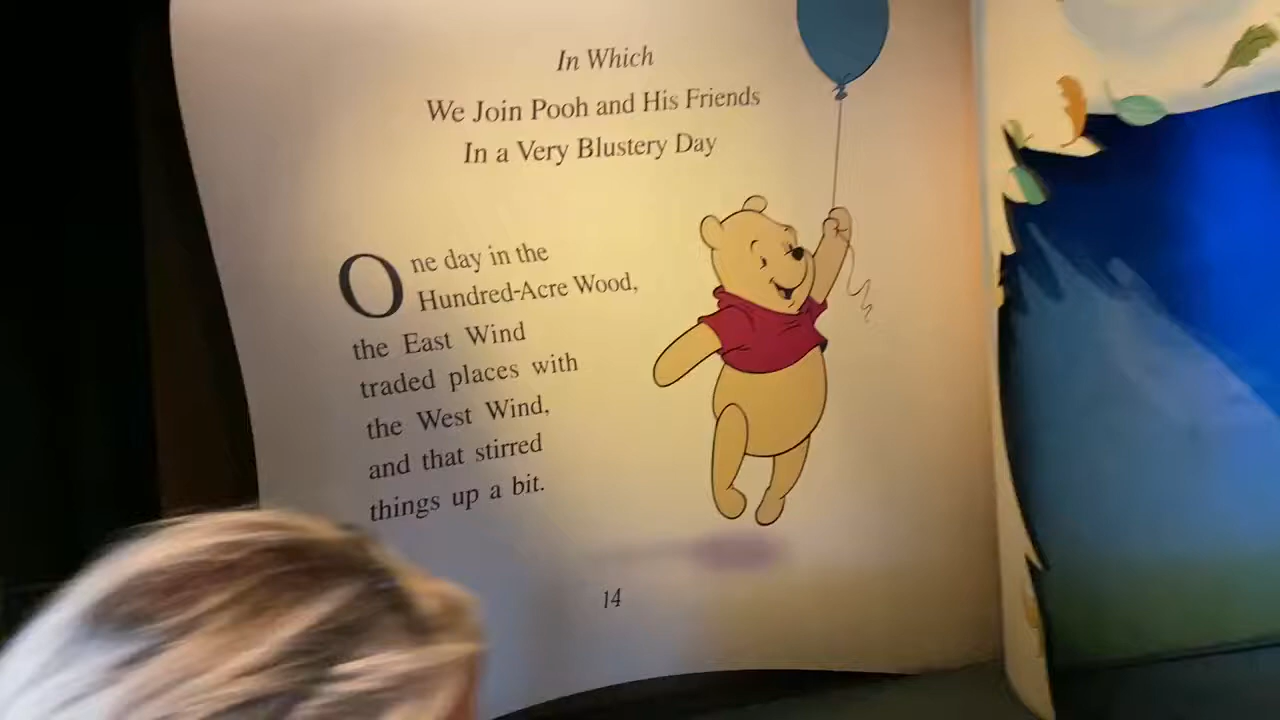 In Which
We Join Pooh and His Friends
In a Very Blustery Day
One day in the
Hundred-Acre Wood,
the East Wind
traded places with
the West Wind,
and that stirred
things up a bit.
14